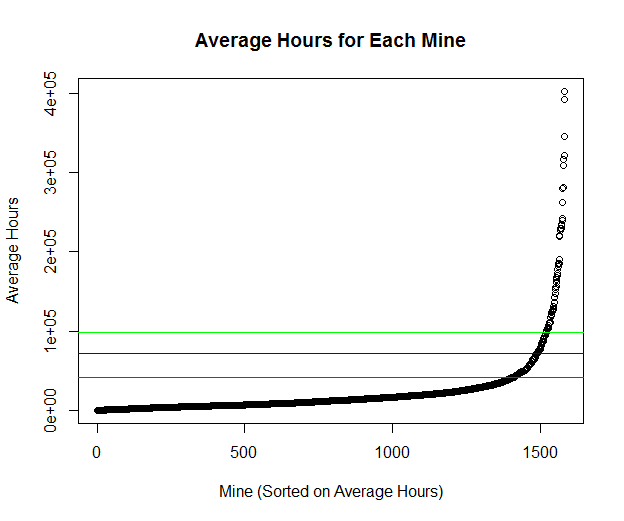 Average Hours for Each Mine
Average Hours
4e+05
3e+05
2e+05
1e+05
0e+00
0
500
1000
1500
Mine (Sorted on Average Hours)